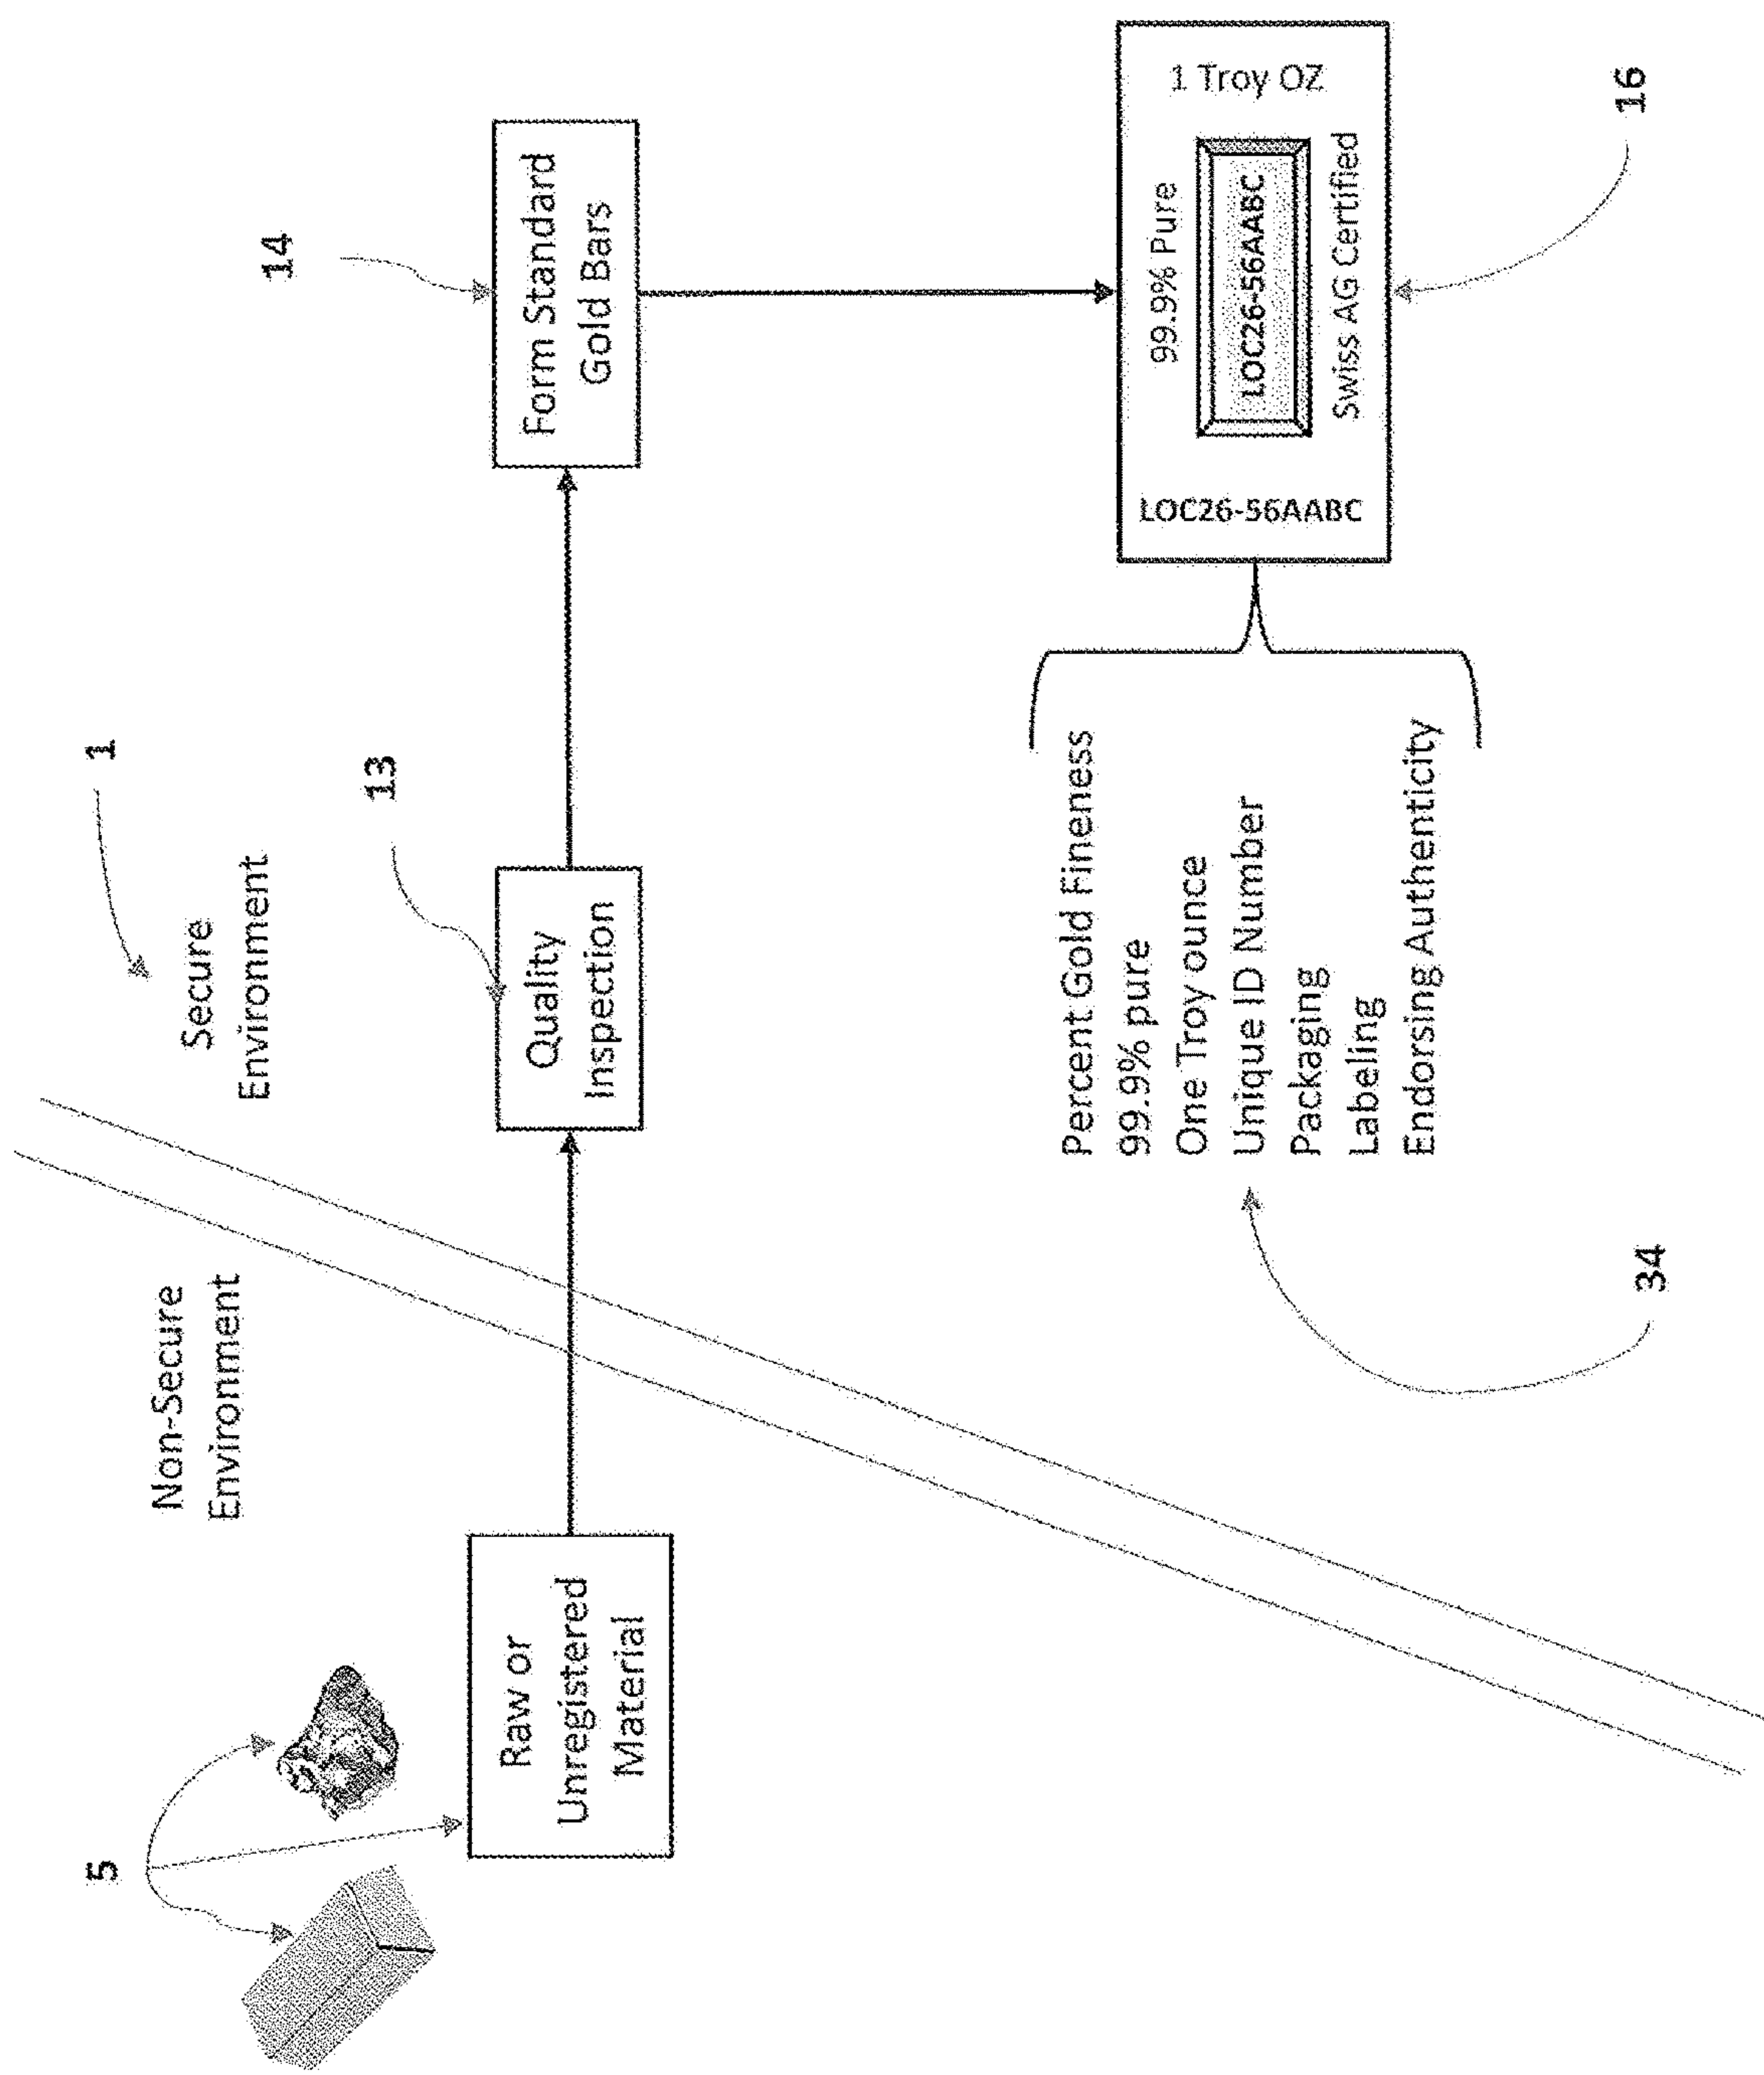 5
Non-Secure
Environment
Secure
Environment
1
Raw or
Unregistered
Material
Quality
Inspection
13
Form Standard
Gold Bars
14
Percent Gold Fineness
99.9% pure
One Troy ounce
Unique ID Number
Packaging
Labeling
Endorsing Authenticity
34
LOC26-56AABC
99.9% Pure
LOC26-56AABC
Swiss AG Certified
1 Troy OZ
16